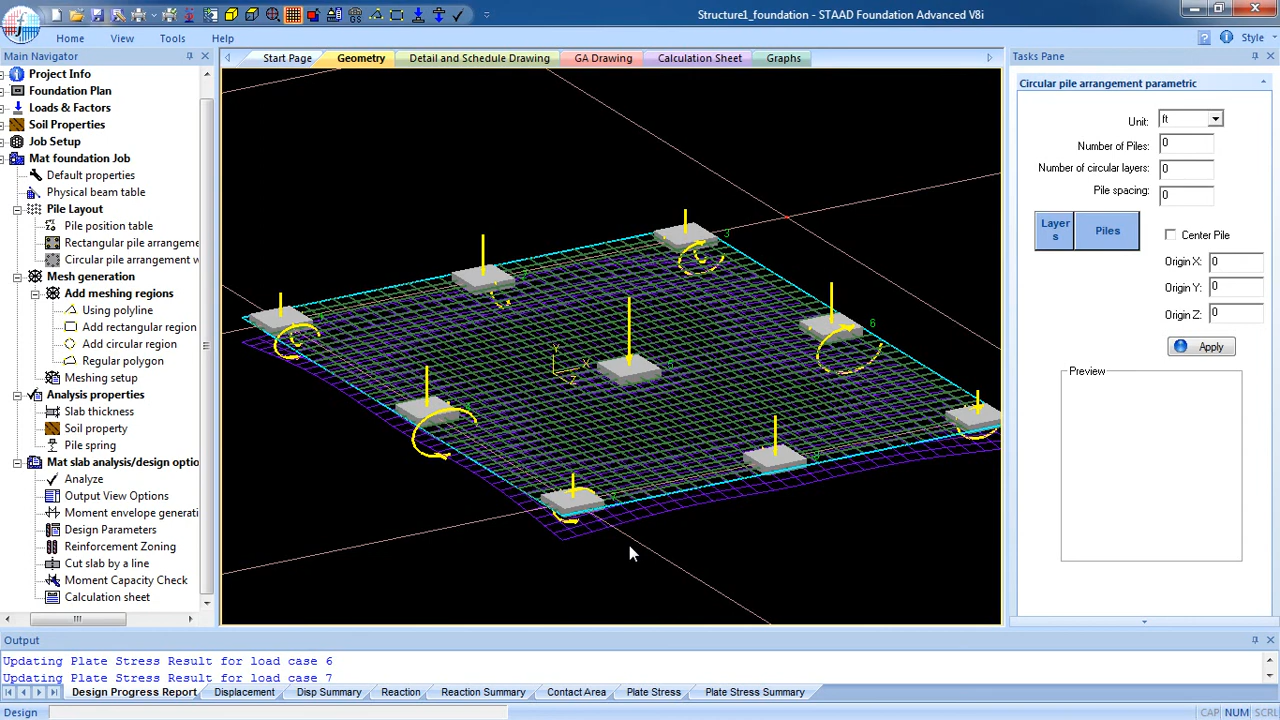 Structure1_foundation - STAAD Foundation Advanced V8i
Home
View
Tools
Help
Style
Main Navigator
Project Info
Foundation Plan
Loads & Factors
Soil Properties
Job Setup
Mat foundation Job
Default properties
Physical beam table
Pile Layout
Pile position table
Rectangular pile arrangeme
Circular pile arrangement w
Mesh generation
Add meshing regions
Using polyline
Add rectangular region
Add circular region
Regular polygon
Meshing setup
Analysis properties
Slab thickness
Soil property
Pile spring
Mat slab analysis/design optio
Analyze
Output View Options
Moment envelope generati
Design Parameters
Reinforcement Zoning
Cut slab by a line
Moment Capacity Check
Calculation sheet
Start Page
Geometry
Detail and Schedule Drawing
GA Drawing
Calculation Sheet
Graphs
3
6
Y
X
Z
Tasks Pane
Circular pile arrangement parametric
Unit: ft
Number of Piles: 0
Number of circular layers: 0
Pile spacing: 0
Layer
s
Piles
Center Pile
Origin X: 0
Origin Y: 0
Origin Z: 0
Apply
Preview
Output
Updating Plate Stress Result for load case 6
Updating Plate Stress Result for load case 7
Design Progress Report
Displacement
Disp Summary
Reaction
Reaction Summary
Contact Area
Plate Stress
Plate Stress Summary
Design
CAP NUM SCRL